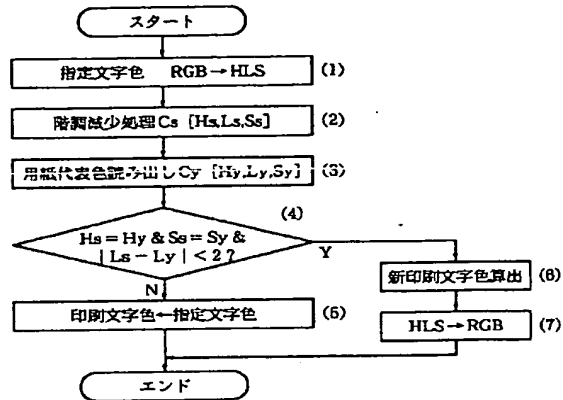 スタート
指定文字色 RGB→HLS (1)
階調減少処理Cs [Hs,Ls,Ss] (2)
用紙代表色読み出しCy [Hy,Ly,Sy] (3)
(4)
Hs=Hy & Ss=Sy &
|Ls-Ly|<2?
Y
新印刷文字色算出 (6)
N
印刷文字色←指定文字色 (5)
HLS→RGB (7)
エンド